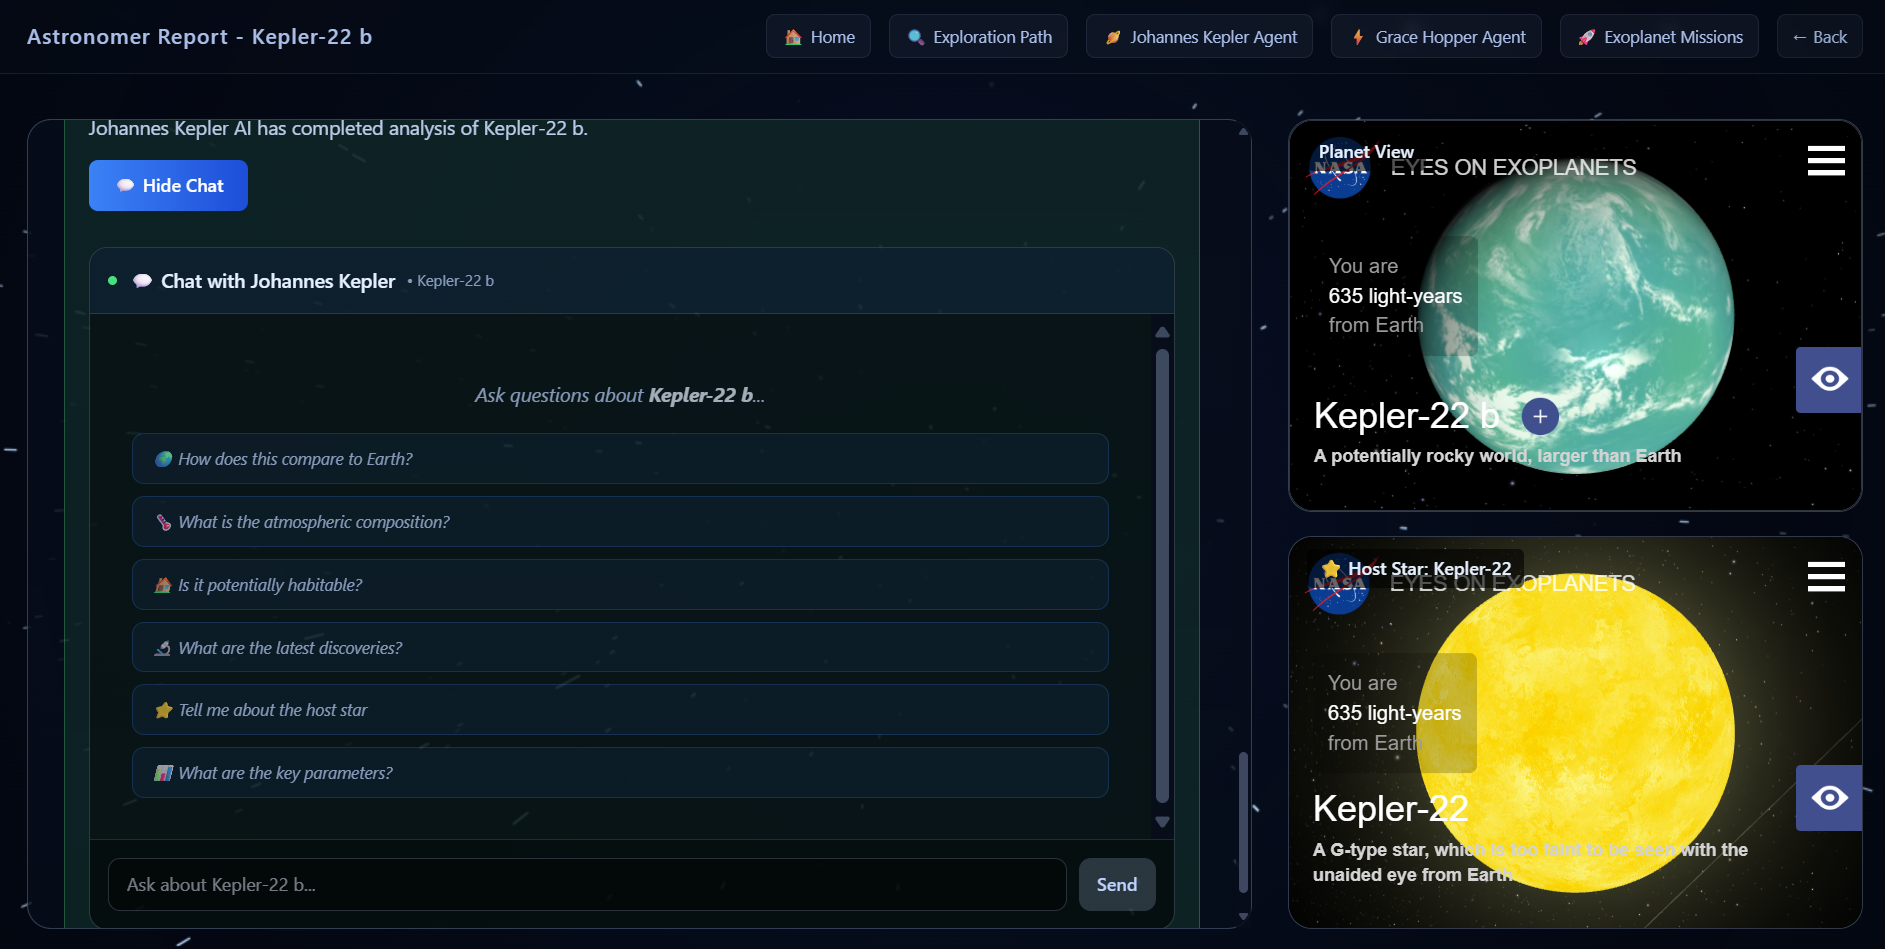 Astronomer Report - Kepler-22 b
Home
Exploration Path
Johannes Kepler Agent
Grace Hopper Agent
Exoplanet Missions
← Back
Johannes Kepler AI has completed analysis of Kepler-22 b.
Hide Chat
Chat with Johannes Kepler • Kepler-22 b
Ask questions about Kepler-22 b...
How does this compare to Earth?
What is the atmospheric composition?
Is it potentially habitable?
What are the latest discoveries?
Tell me about the host star
What are the key parameters?
Ask about Kepler-22 b...
Send
Planet View
NASA
EYES ON EXOPLANETS
You are
635 light-years
from Earth
Kepler-22 b +
A potentially rocky world, larger than Earth
Host Star: Kepler-22
NASA
EYES ON EXOPLANETS
You are
635 light-years
from Earth
Kepler-22
A G-type star, which is too faint to be seen with the
unaided eye from Earth